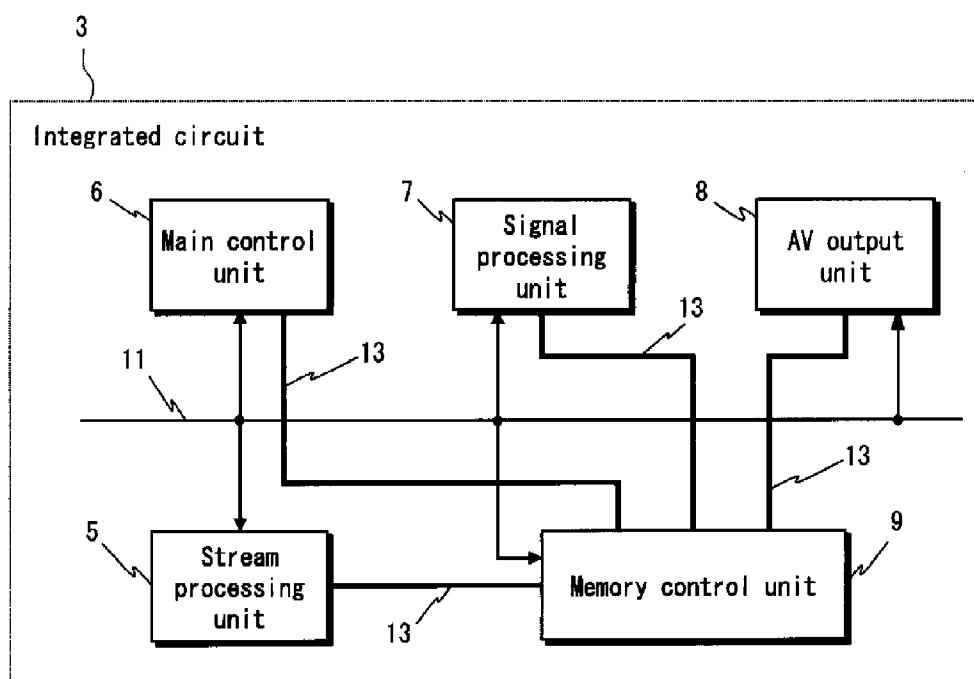 3
Integrated circuit
6
Main control
unit
7
Signal
processing
unit
8
AV output
unit
13
13
11
13
5
Stream
processing
unit
13
9
Memory control unit